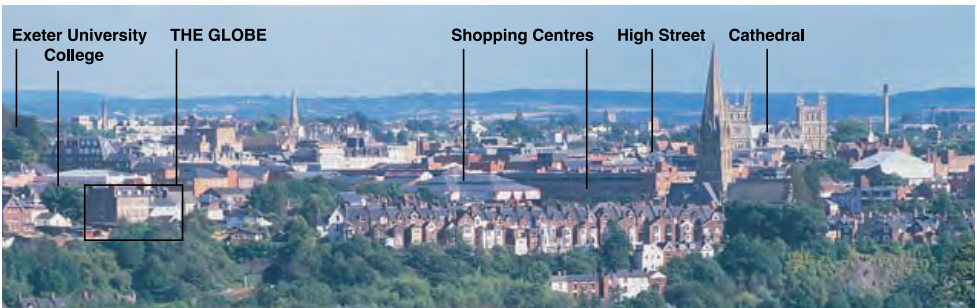 Exeter University
College
THE GLOBE
Shopping Centres
High Street
Cathedral